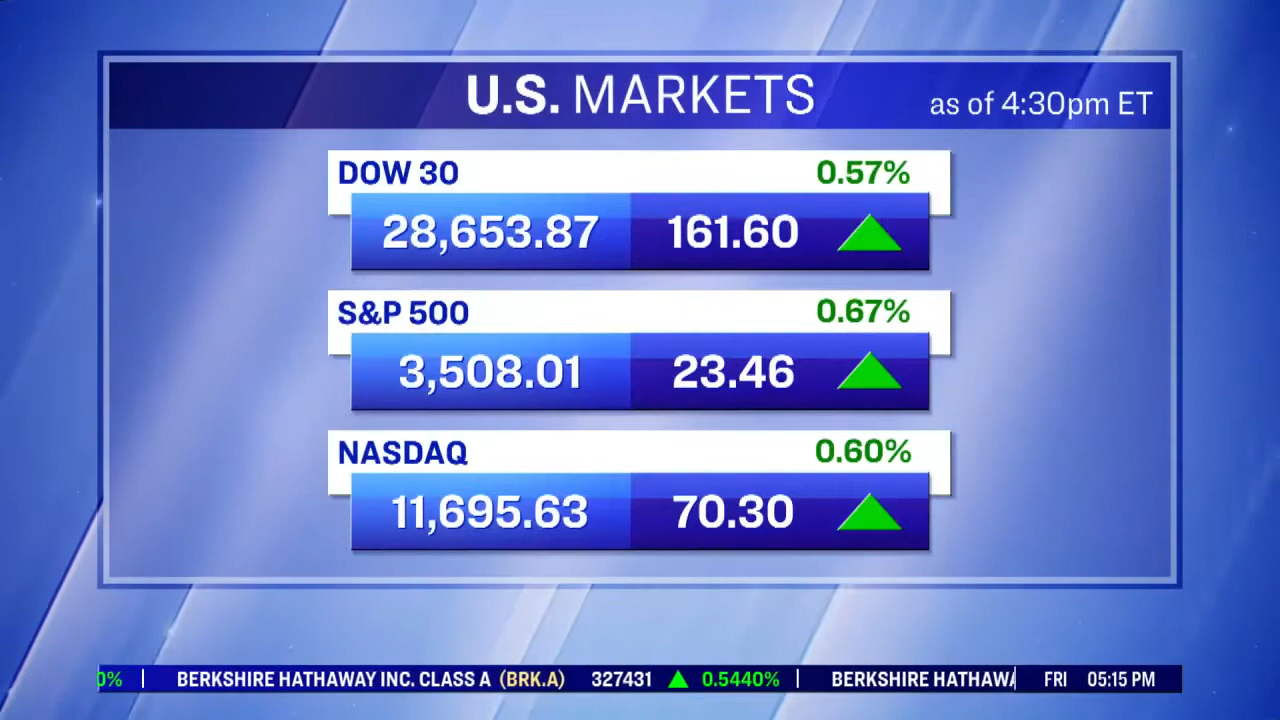 U.S. MARKETS as of 4:30pm ET
DOW 30 0.57%
28,653.87 161.60
S&P 500 0.67%
3,508.01 23.46
NASDAQ 0.60%
11,695.63 70.30
0% | BERKSHIRE HATHAWAY INC. CLASS A (BRK.A) 327431 0.5440% | BERKSHIRE HATHAWA FRI 05:15 PM